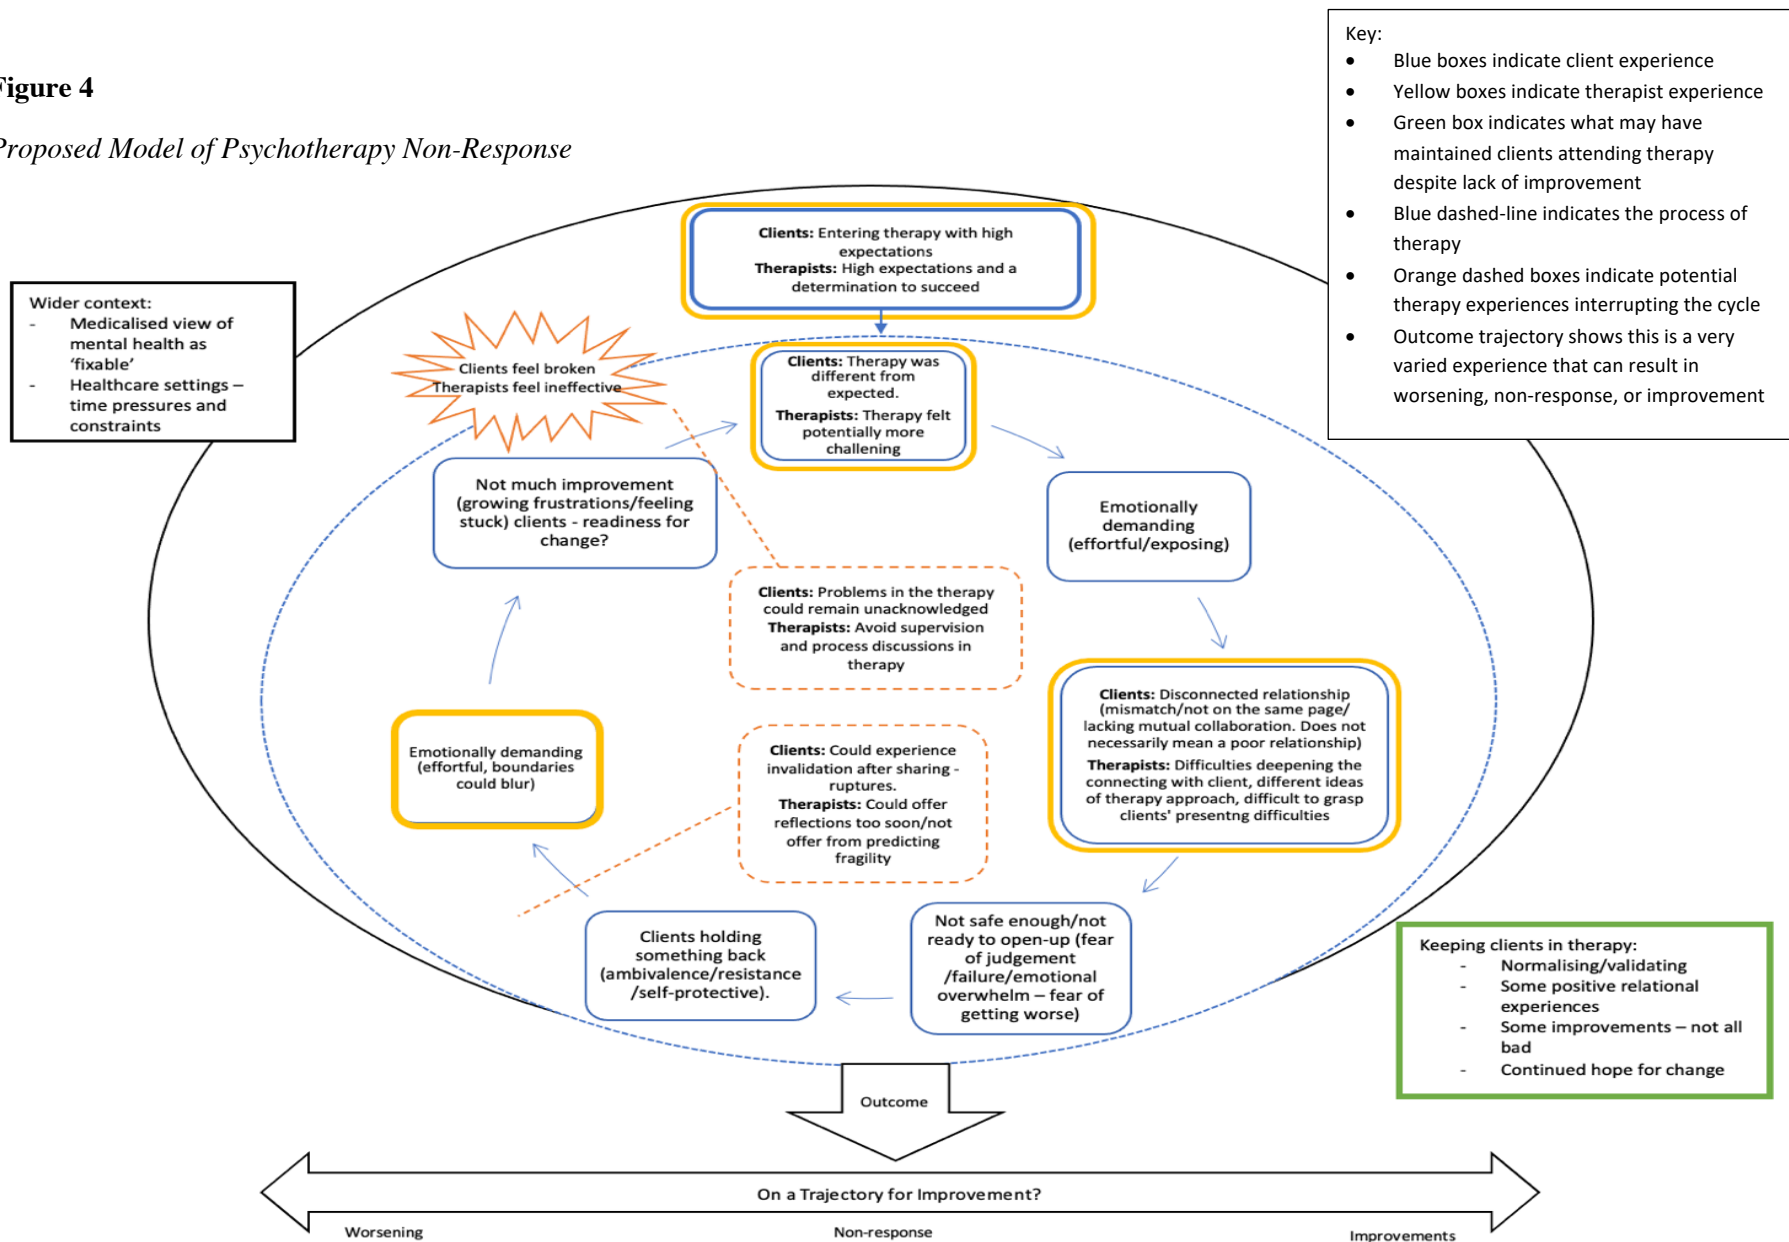 Figure 4
Proposed Model of Psychotherapy Non-Response
Key:
• Blue boxes indicate client experience
• Yellow boxes indicate therapist experience
• Green box indicates what may have
maintained clients attending therapy
despite lack of improvement
• Blue dashed-line indicates the process of
therapy
• Orange dashed boxes indicate potential
therapy experiences interrupting the cycle
• Outcome trajectory shows this is a very
varied experience that can result in
worsening, non-response, or improvement
Wider context:
- Medicalised view of
mental health as
‘fixable’
- Healthcare settings –
time pressures and
constraints
Clients: Entering therapy with high
expectations
Therapists: High expectations and a
determination to succeed
Clients feel broken
Therapists feel ineffective
Clients: Therapy was
different from
expected.
Therapists: Therapy felt
potentially more
challening
Emotionally
demanding
(effortful/exposing)
Clients: Disconnected relationship
(mismatch/not on the same page/
lacking mutual collaboration. Does not
necessarily mean a poor relationship)
Therapists: Difficulties deepening the
connecting with client, different ideas
of therapy approach, difficult to grasp
clients' presentng difficulties
Not safe enough/not
ready to open-up (fear
of judgement
/failure/emotional
overwhelm – fear of
getting worse)
Clients holding
something back
(ambivalence/resistance
/self-protective).
Emotionally demanding
(effortful, boundaries
could blur)
Not much improvement
(growing frustrations/feeling
stuck) clients - readiness for
change?
Clients: Problems in the therapy
could remain unacknowledged
Therapists: Avoid supervision
and process discussions in
therapy
Clients: Could experience
invalidation after sharing -
ruptures.
Therapists: Could offer
reflections too soon/not
offer from predicting
fragility
Keeping clients in therapy:
- Normalising/validating
- Some positive relational
experiences
- Some improvements – not all
bad
- Continued hope for change
Outcome
On a Trajectory for Improvement?
Worsening
Non-response
Improvements